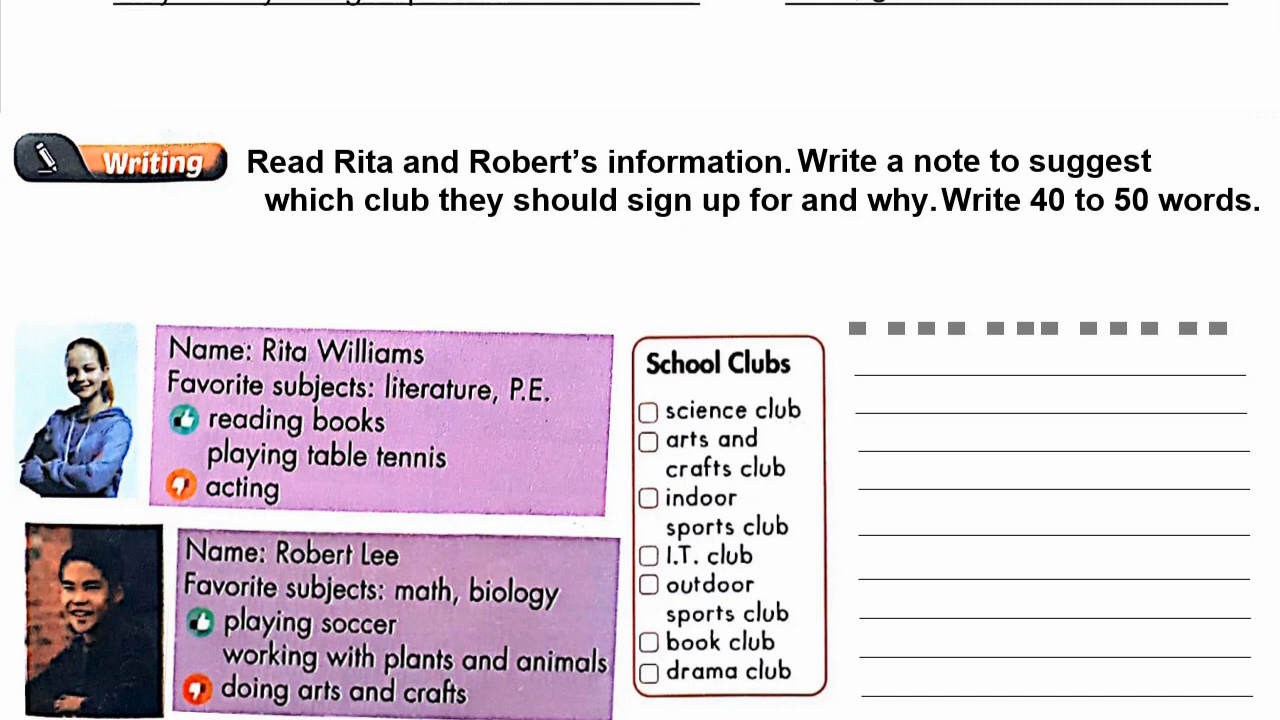 Writing
Read Rita and Robert’s information. Write a note to suggest
which club they should sign up for and why. Write 40 to 50 words.
Name: Rita Williams
Favorite subjects: literature, P.E.
reading books
playing table tennis
acting
Name: Robert Lee
Favorite subjects: math, biology
playing soccer
working with plants and animals
doing arts and crafts
School Clubs
science club
arts and
crafts club
indoor
sports club
I.T. club
outdoor
sports club
book club
drama club